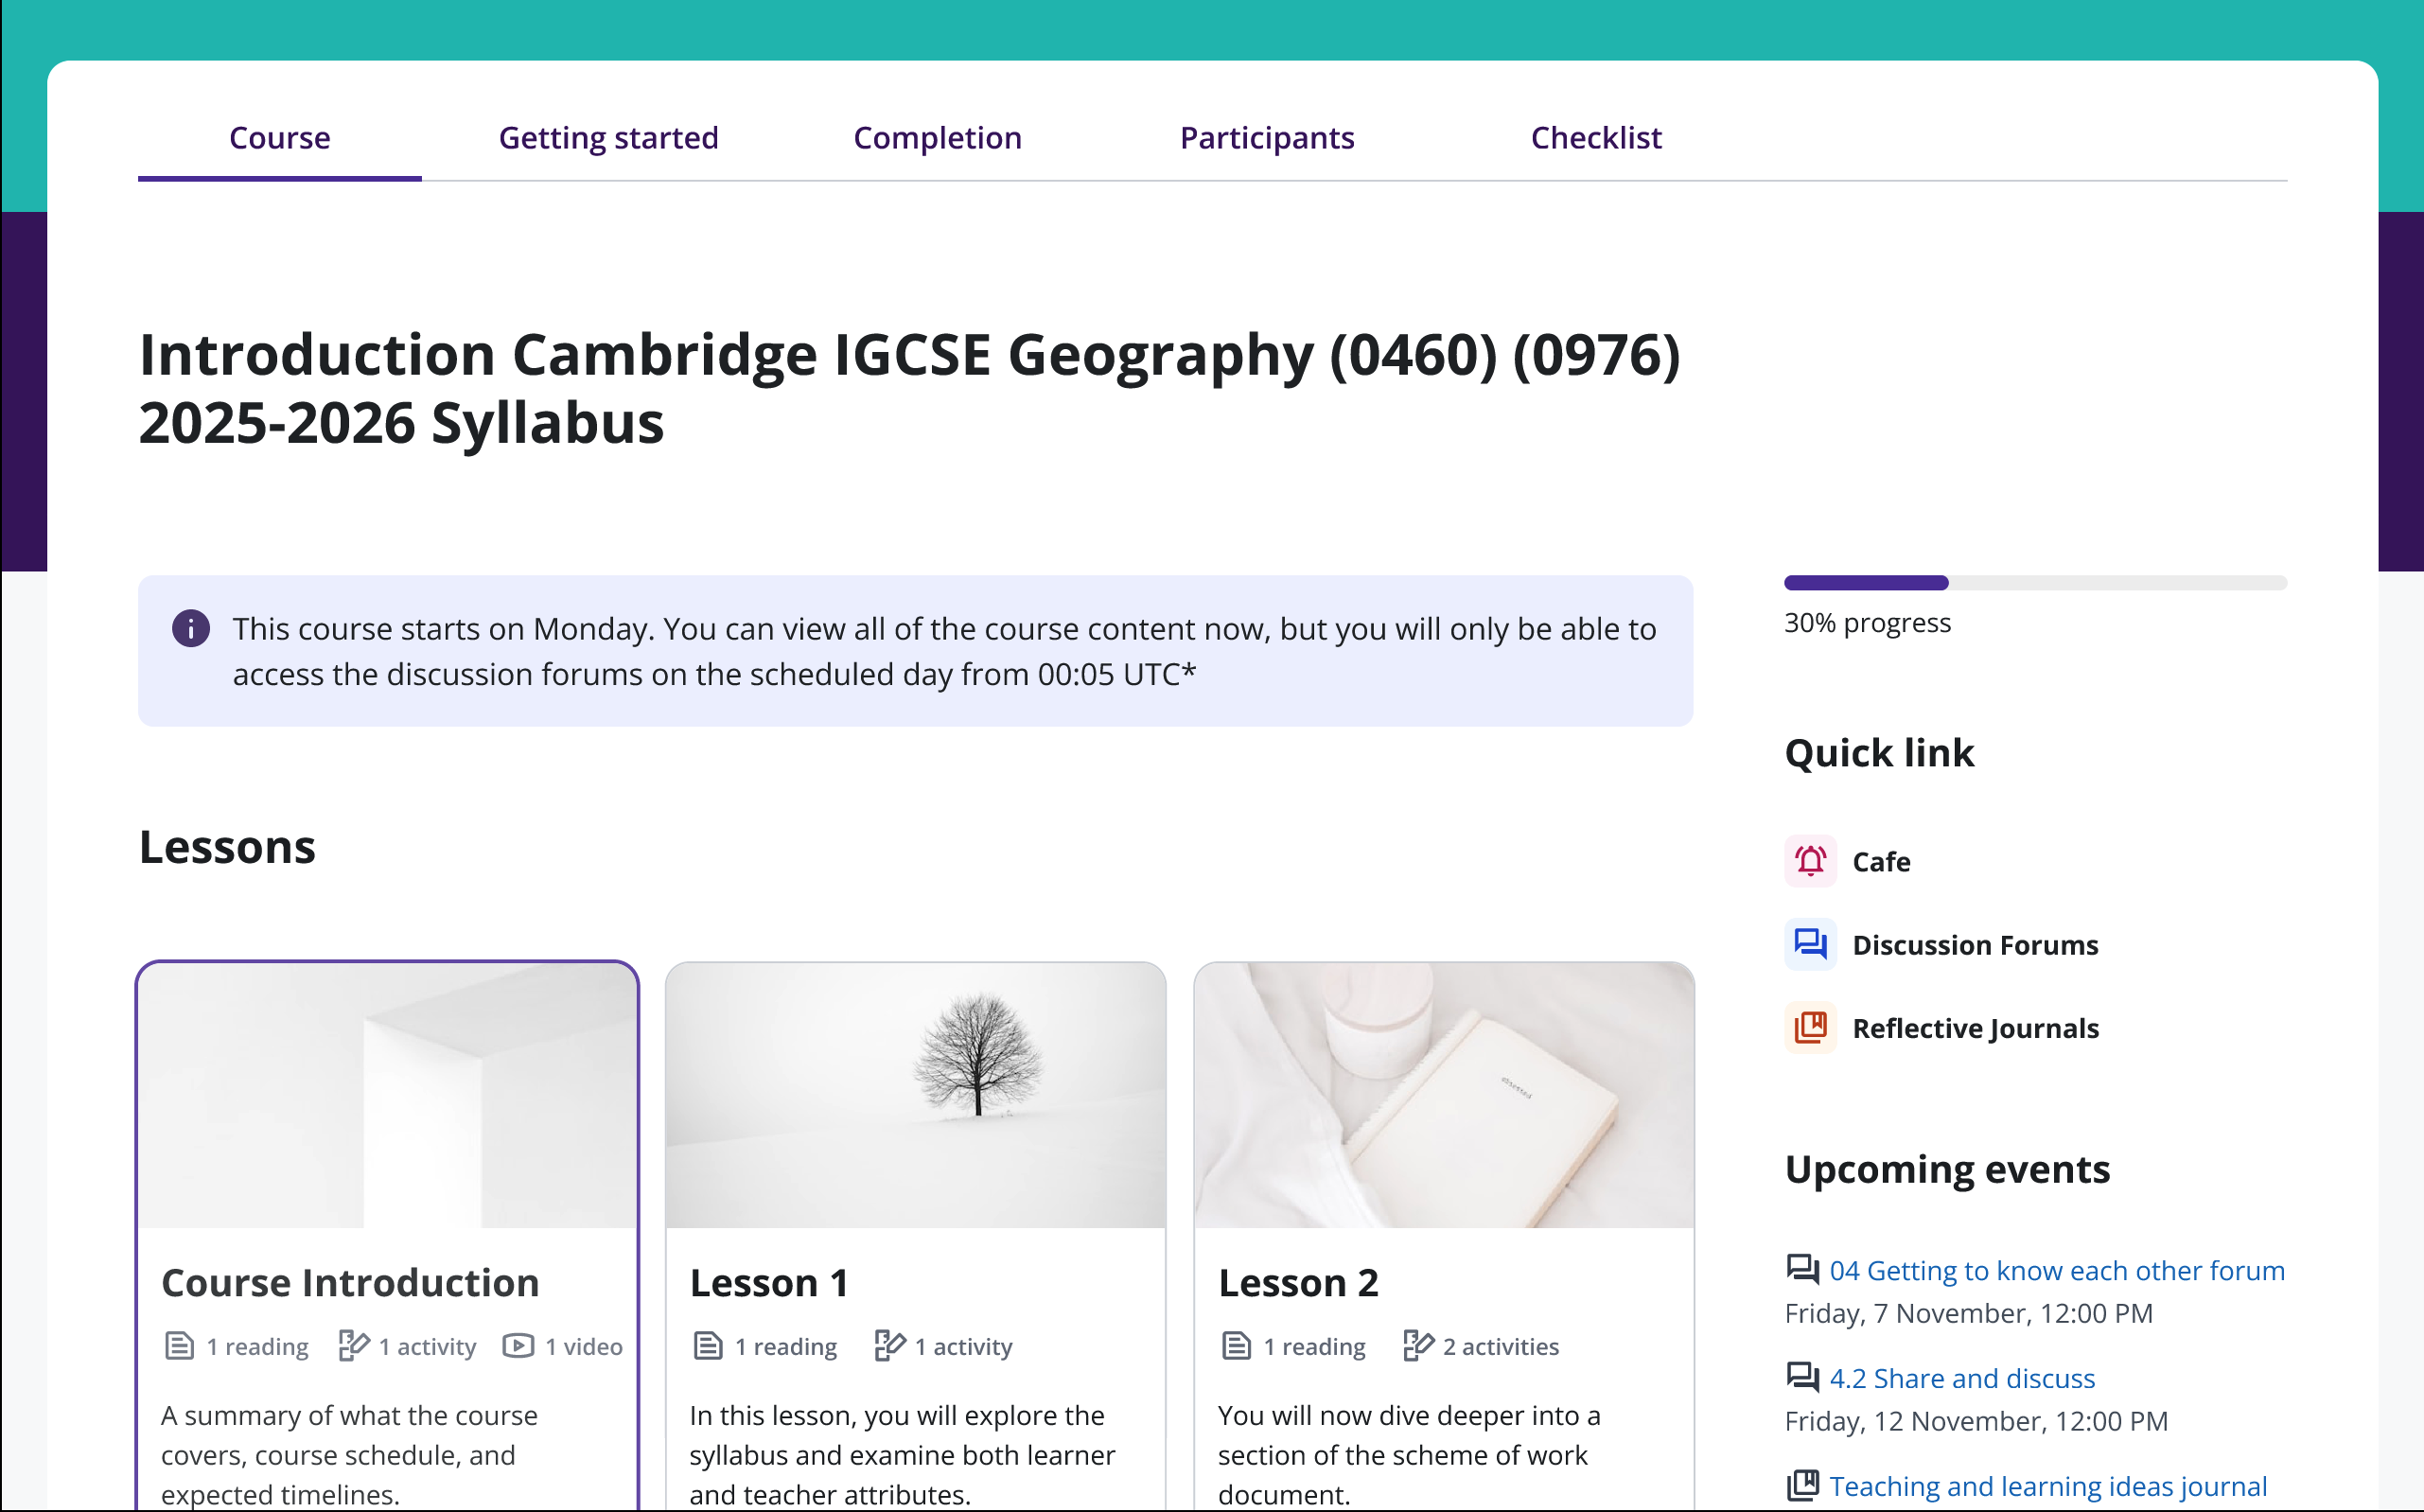 Course
Getting started
Completion
Participants
Checklist
Introduction Cambridge IGCSE Geography (0460) (0976)
2025-2026 Syllabus
This course starts on Monday. You can view all of the course content now, but you will only be able to
access the discussion forums on the scheduled day from 00:05 UTC*
Lessons
Course Introduction
1 reading
1 activity
1 video
A summary of what the course
covers, course schedule, and
expected timelines.
Lesson 1
1 reading
1 activity
In this lesson, you will explore the
syllabus and examine both learner
and teacher attributes.
Lesson 2
1 reading
2 activities
You will now dive deeper into a
section of the scheme of work
document.
30% progress
Quick link
Cafe
Discussion Forums
Reflective Journals
Upcoming events
04 Getting to know each other forum
Friday, 7 November, 12:00 PM
4.2 Share and discuss
Friday, 12 November, 12:00 PM
Teaching and learning ideas journal